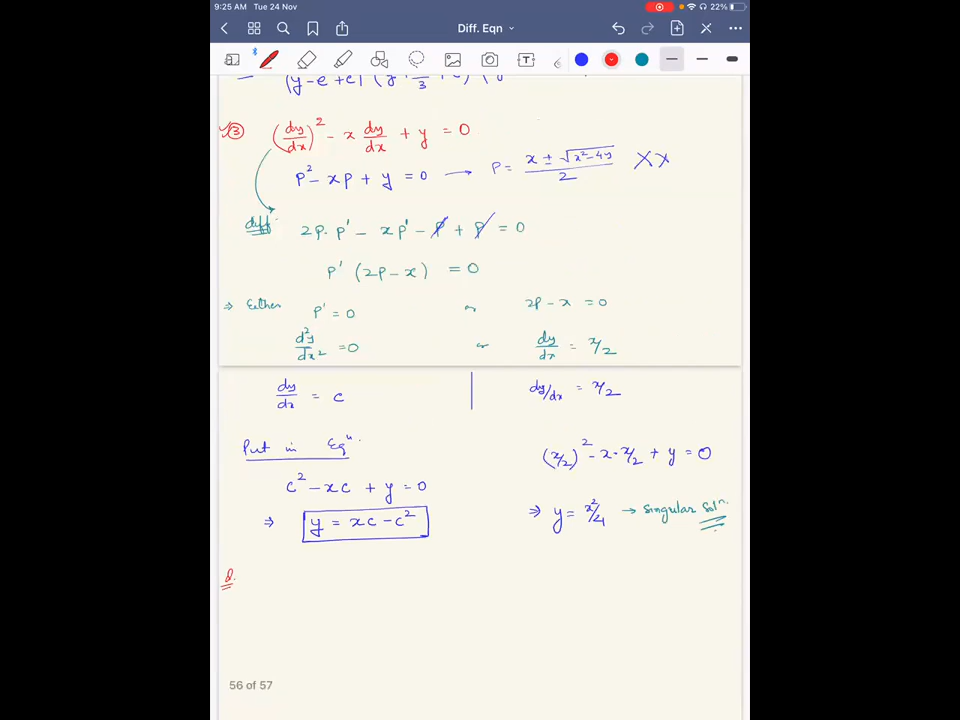 9:25 AM Tue 24 Nov 22%
Diff. Eqn
(y-e+c)
③ (dy/dx)² - x dy/dx + y = 0
p² - xp + y = 0 → P = x ± √x²-4y / 2 XX
diff 2p. p' - xp' - p + p = 0
p' (2p - x) = 0
⇒ Either p' = 0 or 2p - x = 0
d²y/dx² = 0 or dy/dx = x/2
dy/dx = c dy/dx = x/2
Put in Eqⁿ.
(x/2)² - x · x/2 + y = 0
c² - xc + y = 0
⇒ y = xc - c² ⇒ y = x²/4 → singular solⁿ.
56 of 57